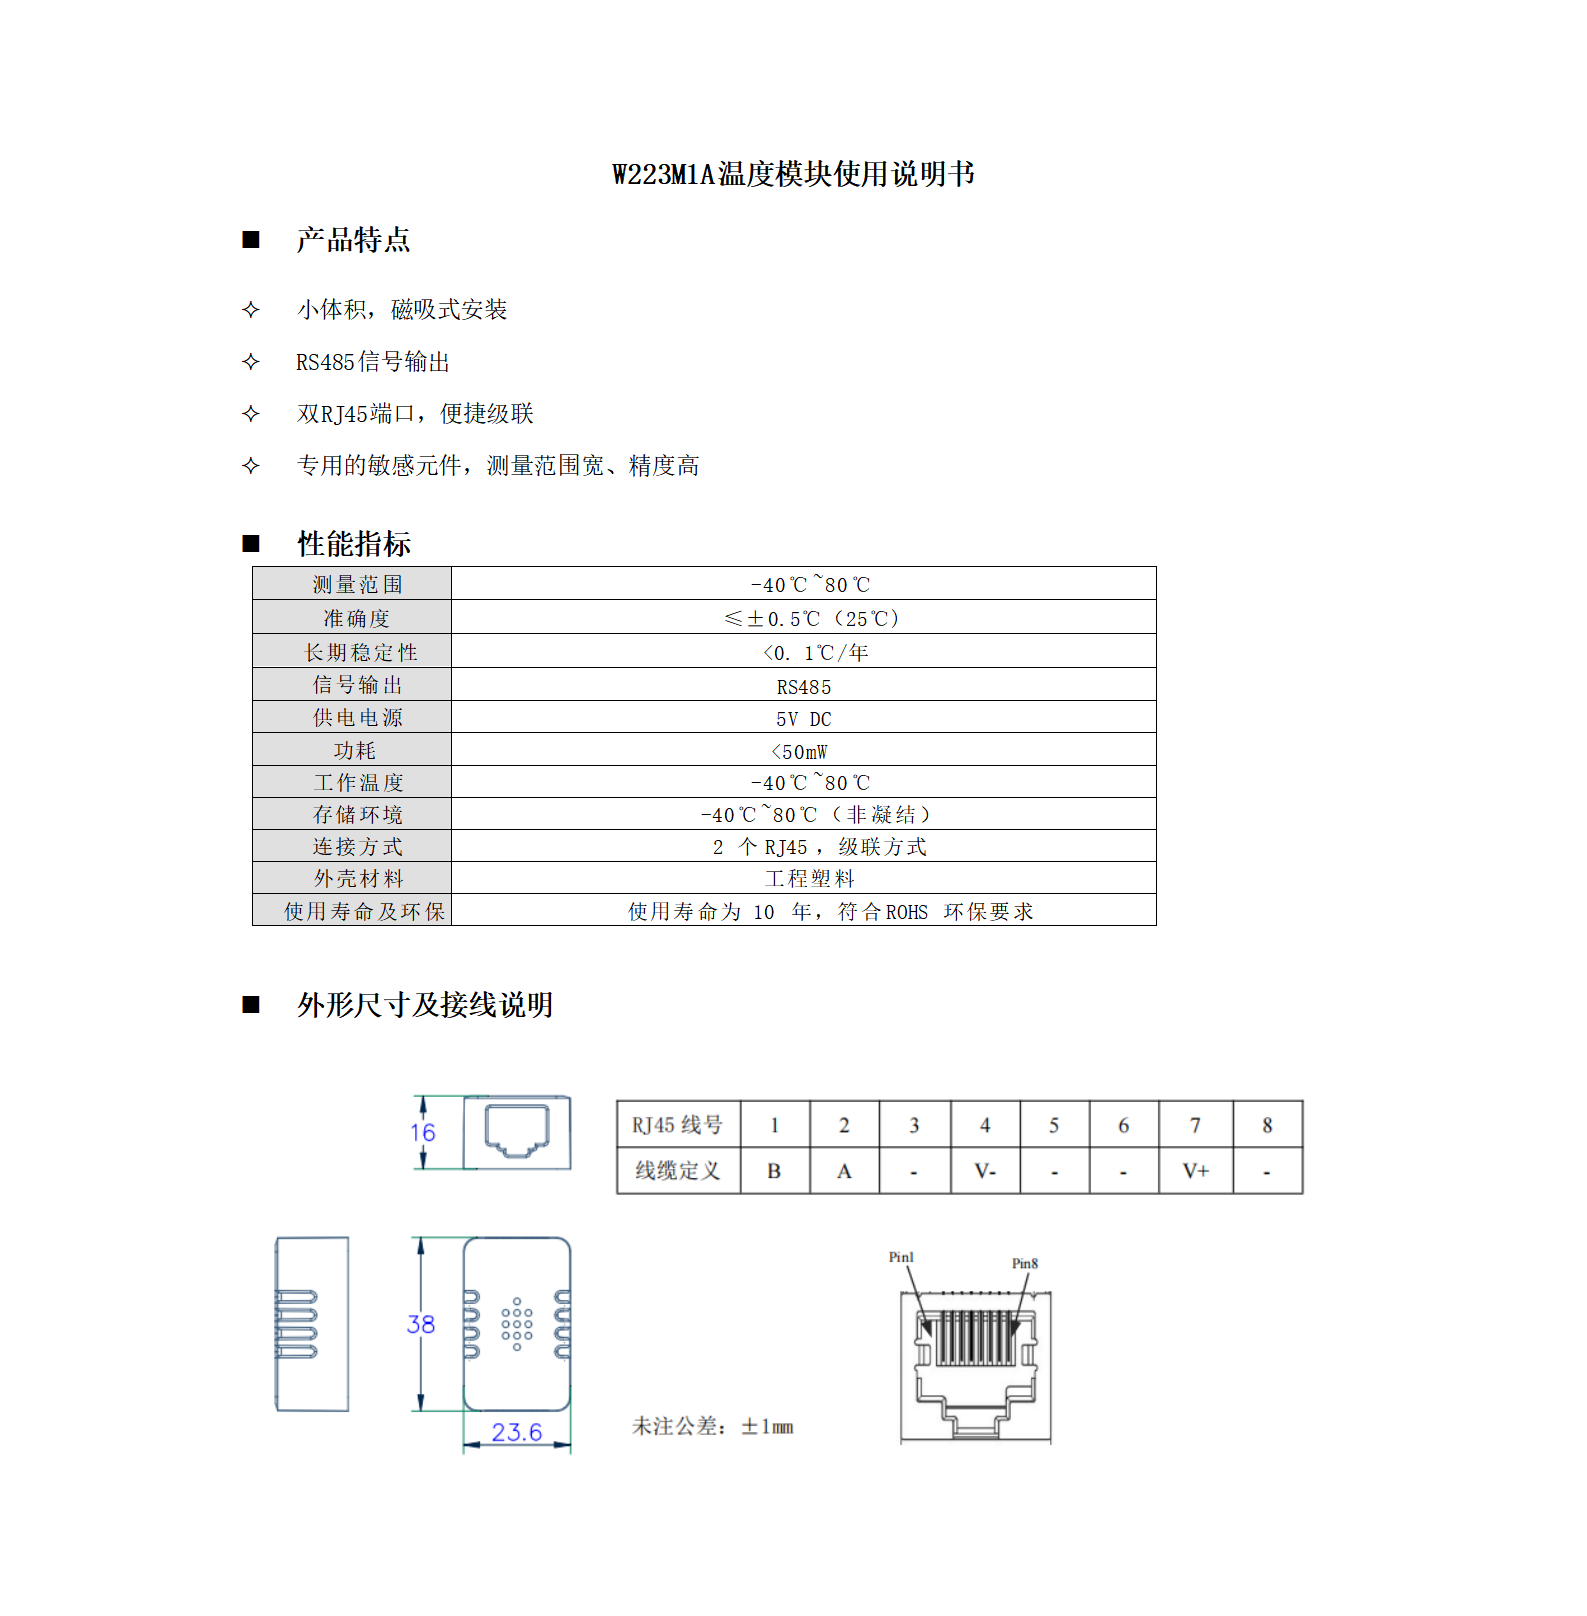 W223M1A温度模块使用说明书
■ 产品特点
✧ 小体积，磁吸式安装
✧ RS485信号输出
✧ 双RJ45端口，便捷级联
✧ 专用的敏感元件，测量范围宽、精度高
■ 性能指标
测量范围 -40℃~80℃
准确度 ≤±0.5℃（25℃）
长期稳定性 <0. 1℃/年
信号输出 RS485
供电电源 5V DC
功耗 <50mW
工作温度 -40℃~80℃
存储环境 -40℃~80℃（非凝结）
连接方式 2 个 RJ45 ，级联方式
外壳材料 工程塑料
使用寿命及环保 使用寿命为 10 年，符合ROHS 环保要求
■ 外形尺寸及接线说明
16
RJ45 线号 1 2 3 4 5 6 7 8
线缆定义 B A - V- - - V+ -
38
23.6
Pin1
Pin8
未注公差：±1mm